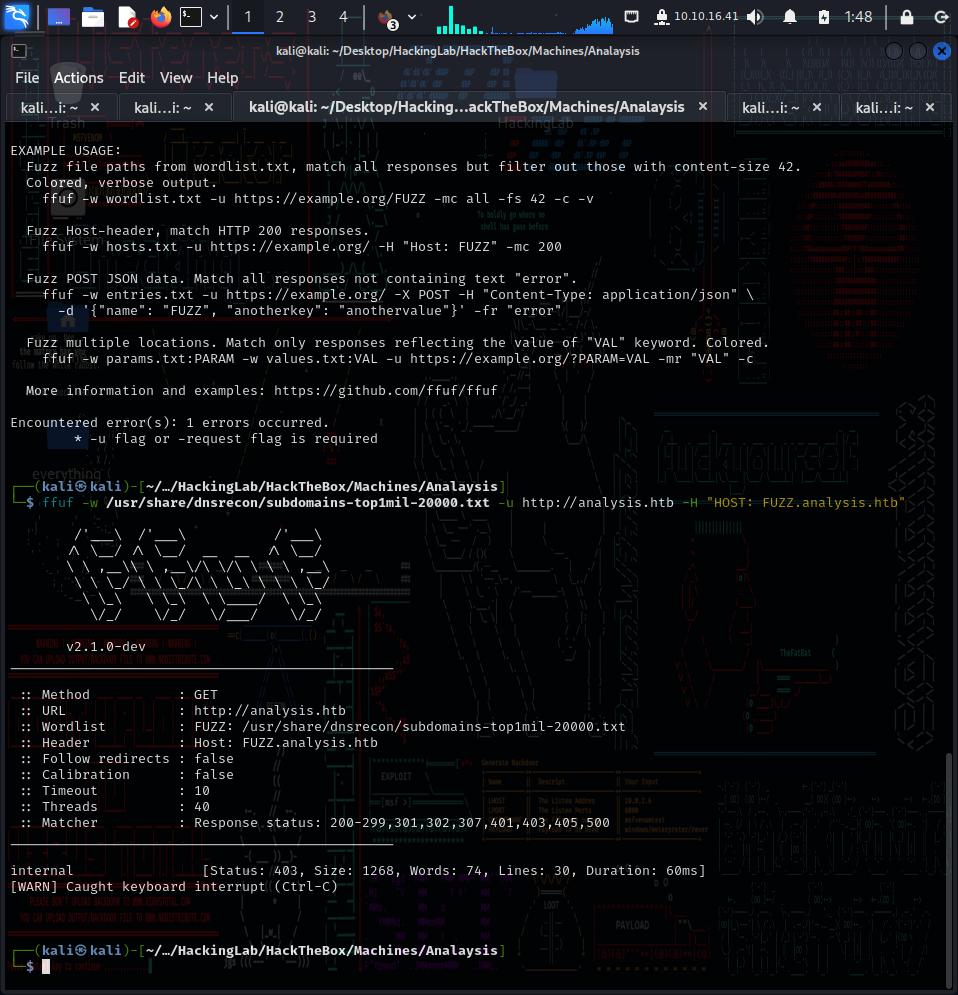 1 2 3 4 3 10.10.16.41 1:48
kali@kali: ~/Desktop/HackingLab/HackTheBox/Machines/Analaysis
File Actions Edit View Help
kali…i: ~ × kali…i: ~ × kali@kali: ~/Desktop/Hacking…ackTheBox/Machines/Analaysis × kali…i: ~ × kali…i: ~ ×
Trash
HackingLab
EXAMPLE USAGE:
Fuzz file paths from wordlist.txt, match all responses but filter out those with content-size 42.
Colored, verbose output.
ffuf -w wordlist.txt -u https://example.org/FUZZ -mc all -fs 42 -c -v
Fuzz Host-header, match HTTP 200 responses.
ffuf -w hosts.txt -u https://example.org/ -H "Host: FUZZ" -mc 200
Fuzz POST JSON data. Match all responses not containing text "error".
ffuf -w entries.txt -u https://example.org/ -X POST -H "Content-Type: application/json" \
-d '{"name": "FUZZ", "anotherkey": "anothervalue"}' -fr "error"
Fuzz multiple locations. Match only responses reflecting the value of "VAL" keyword. Colored.
ffuf -w params.txt:PARAM -w values.txt:VAL -u https://example.org/?PARAM=VAL -mr "VAL" -c
More information and examples: https://github.com/ffuf/ffuf
Encountered error(s): 1 errors occurred.
* -u flag or -request flag is required
everything
┌──(kali㉿kali)-[~/…/HackingLab/HackTheBox/Machines/Analaysis]
└─$ ffuf -w /usr/share/dnsrecon/subdomains-top1mil-20000.txt -u http://analysis.htb -H "HOST: FUZZ.analysis.htb"
v2.1.0-dev
:: Method : GET
:: URL : http://analysis.htb
:: Wordlist : FUZZ: /usr/share/dnsrecon/subdomains-top1mil-20000.txt
:: Header : Host: FUZZ.analysis.htb
:: Follow redirects : false
:: Calibration : false
:: Timeout : 10
:: Threads : 40
:: Matcher : Response status: 200-299,301,302,307,401,403,405,500
internal [Status: 403, Size: 1268, Words: 74, Lines: 30, Duration: 60ms]
[WARN] Caught keyboard interrupt (Ctrl-C)
┌──(kali㉿kali)-[~/…/HackingLab/HackTheBox/Machines/Analaysis]
└─$
TheFatRat
EXPLOIT
Generate Backdoor
LOOT
PAYLOAD